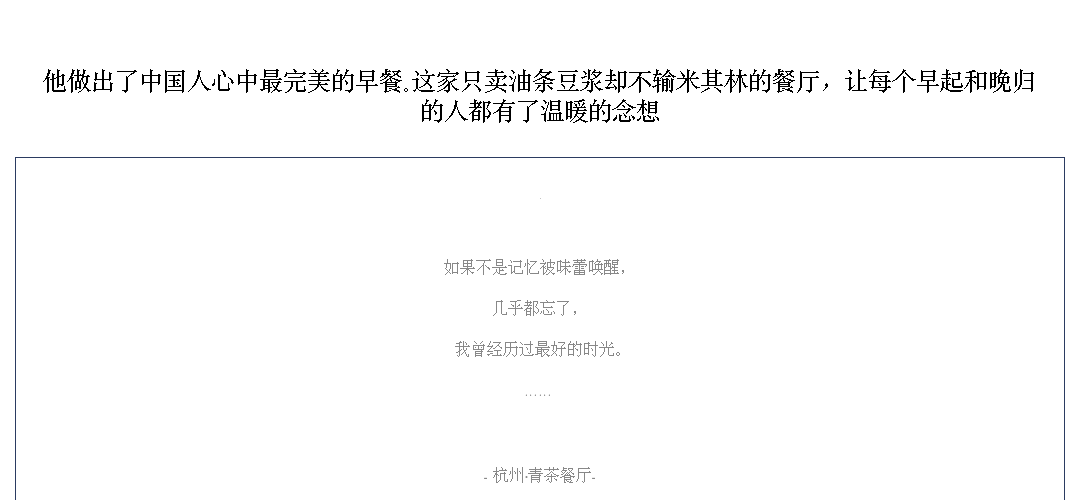 他做出了中国人心中最完美的早餐。这家只卖油条豆浆却不输米其林的餐厅，让每个早起和晚归
的人都有了温暖的念想
.
如果不是记忆被味蕾唤醒，
几乎都忘了，
我曾经历过最好的时光。
……
- 杭州·青茶餐厅-